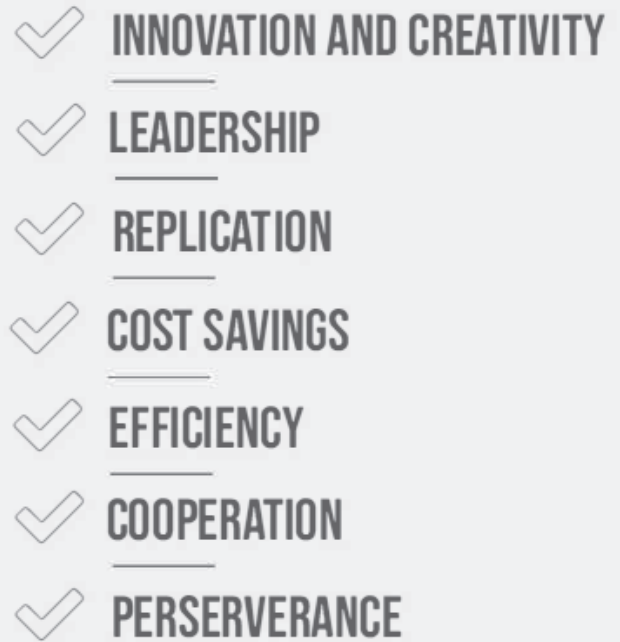 INNOVATION AND CREATIVITY
LEADERSHIP
REPLICATION
COST SAVINGS
EFFICIENCY
COOPERATION
PERSERVERANCE